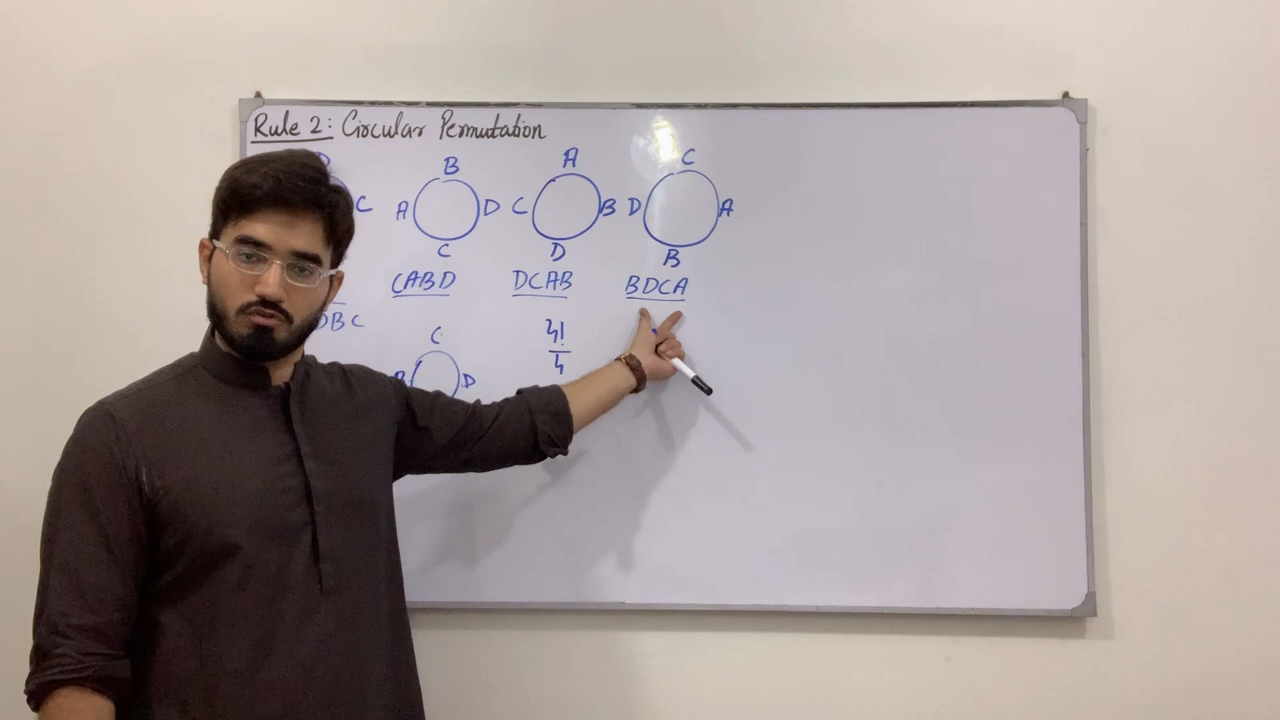 Rule 2: Circular Permutation
D C
B A D C
A C B D
C D A B
CABD DCAB BDCA
DBC
C
B D
4!
4